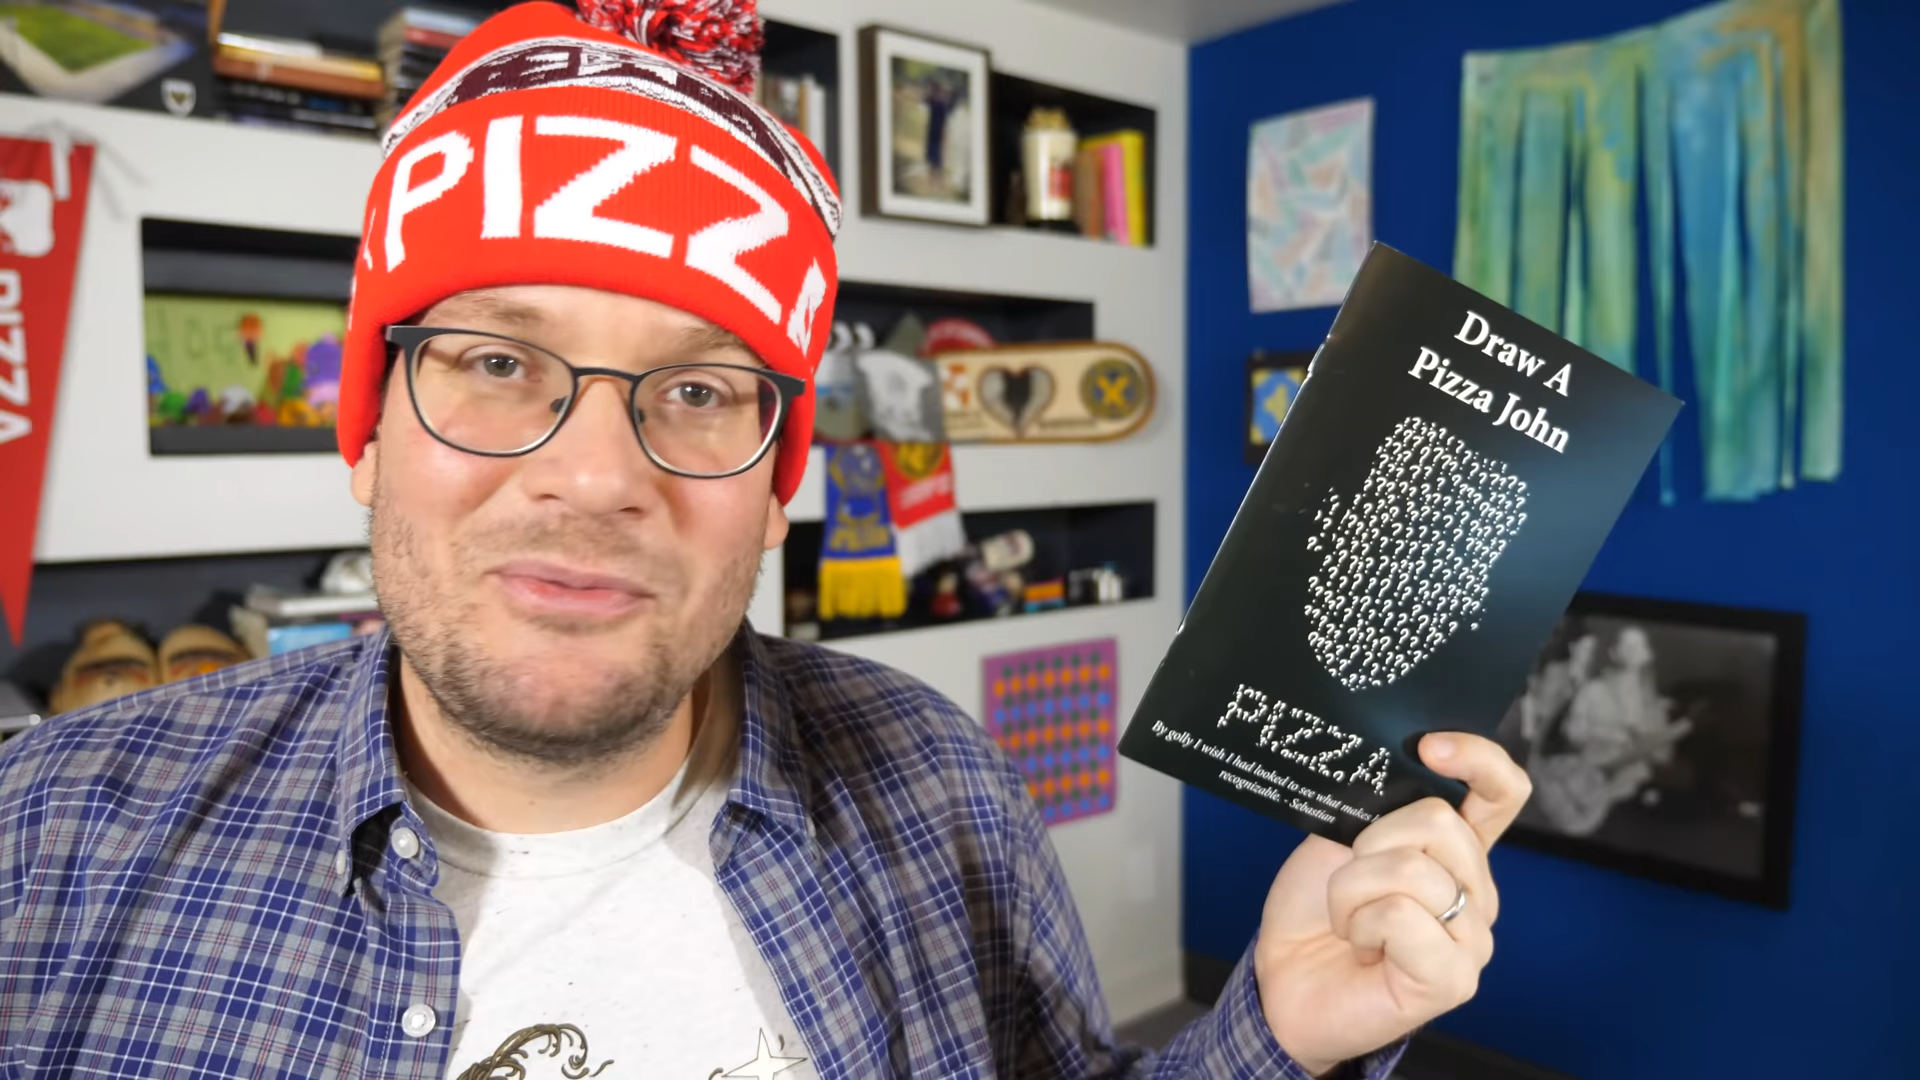 PIZZA
PIZZA
Draw A
Pizza John
PIZZA
By golly I wish I had looked to see what makes
recognizable. - Sebastian